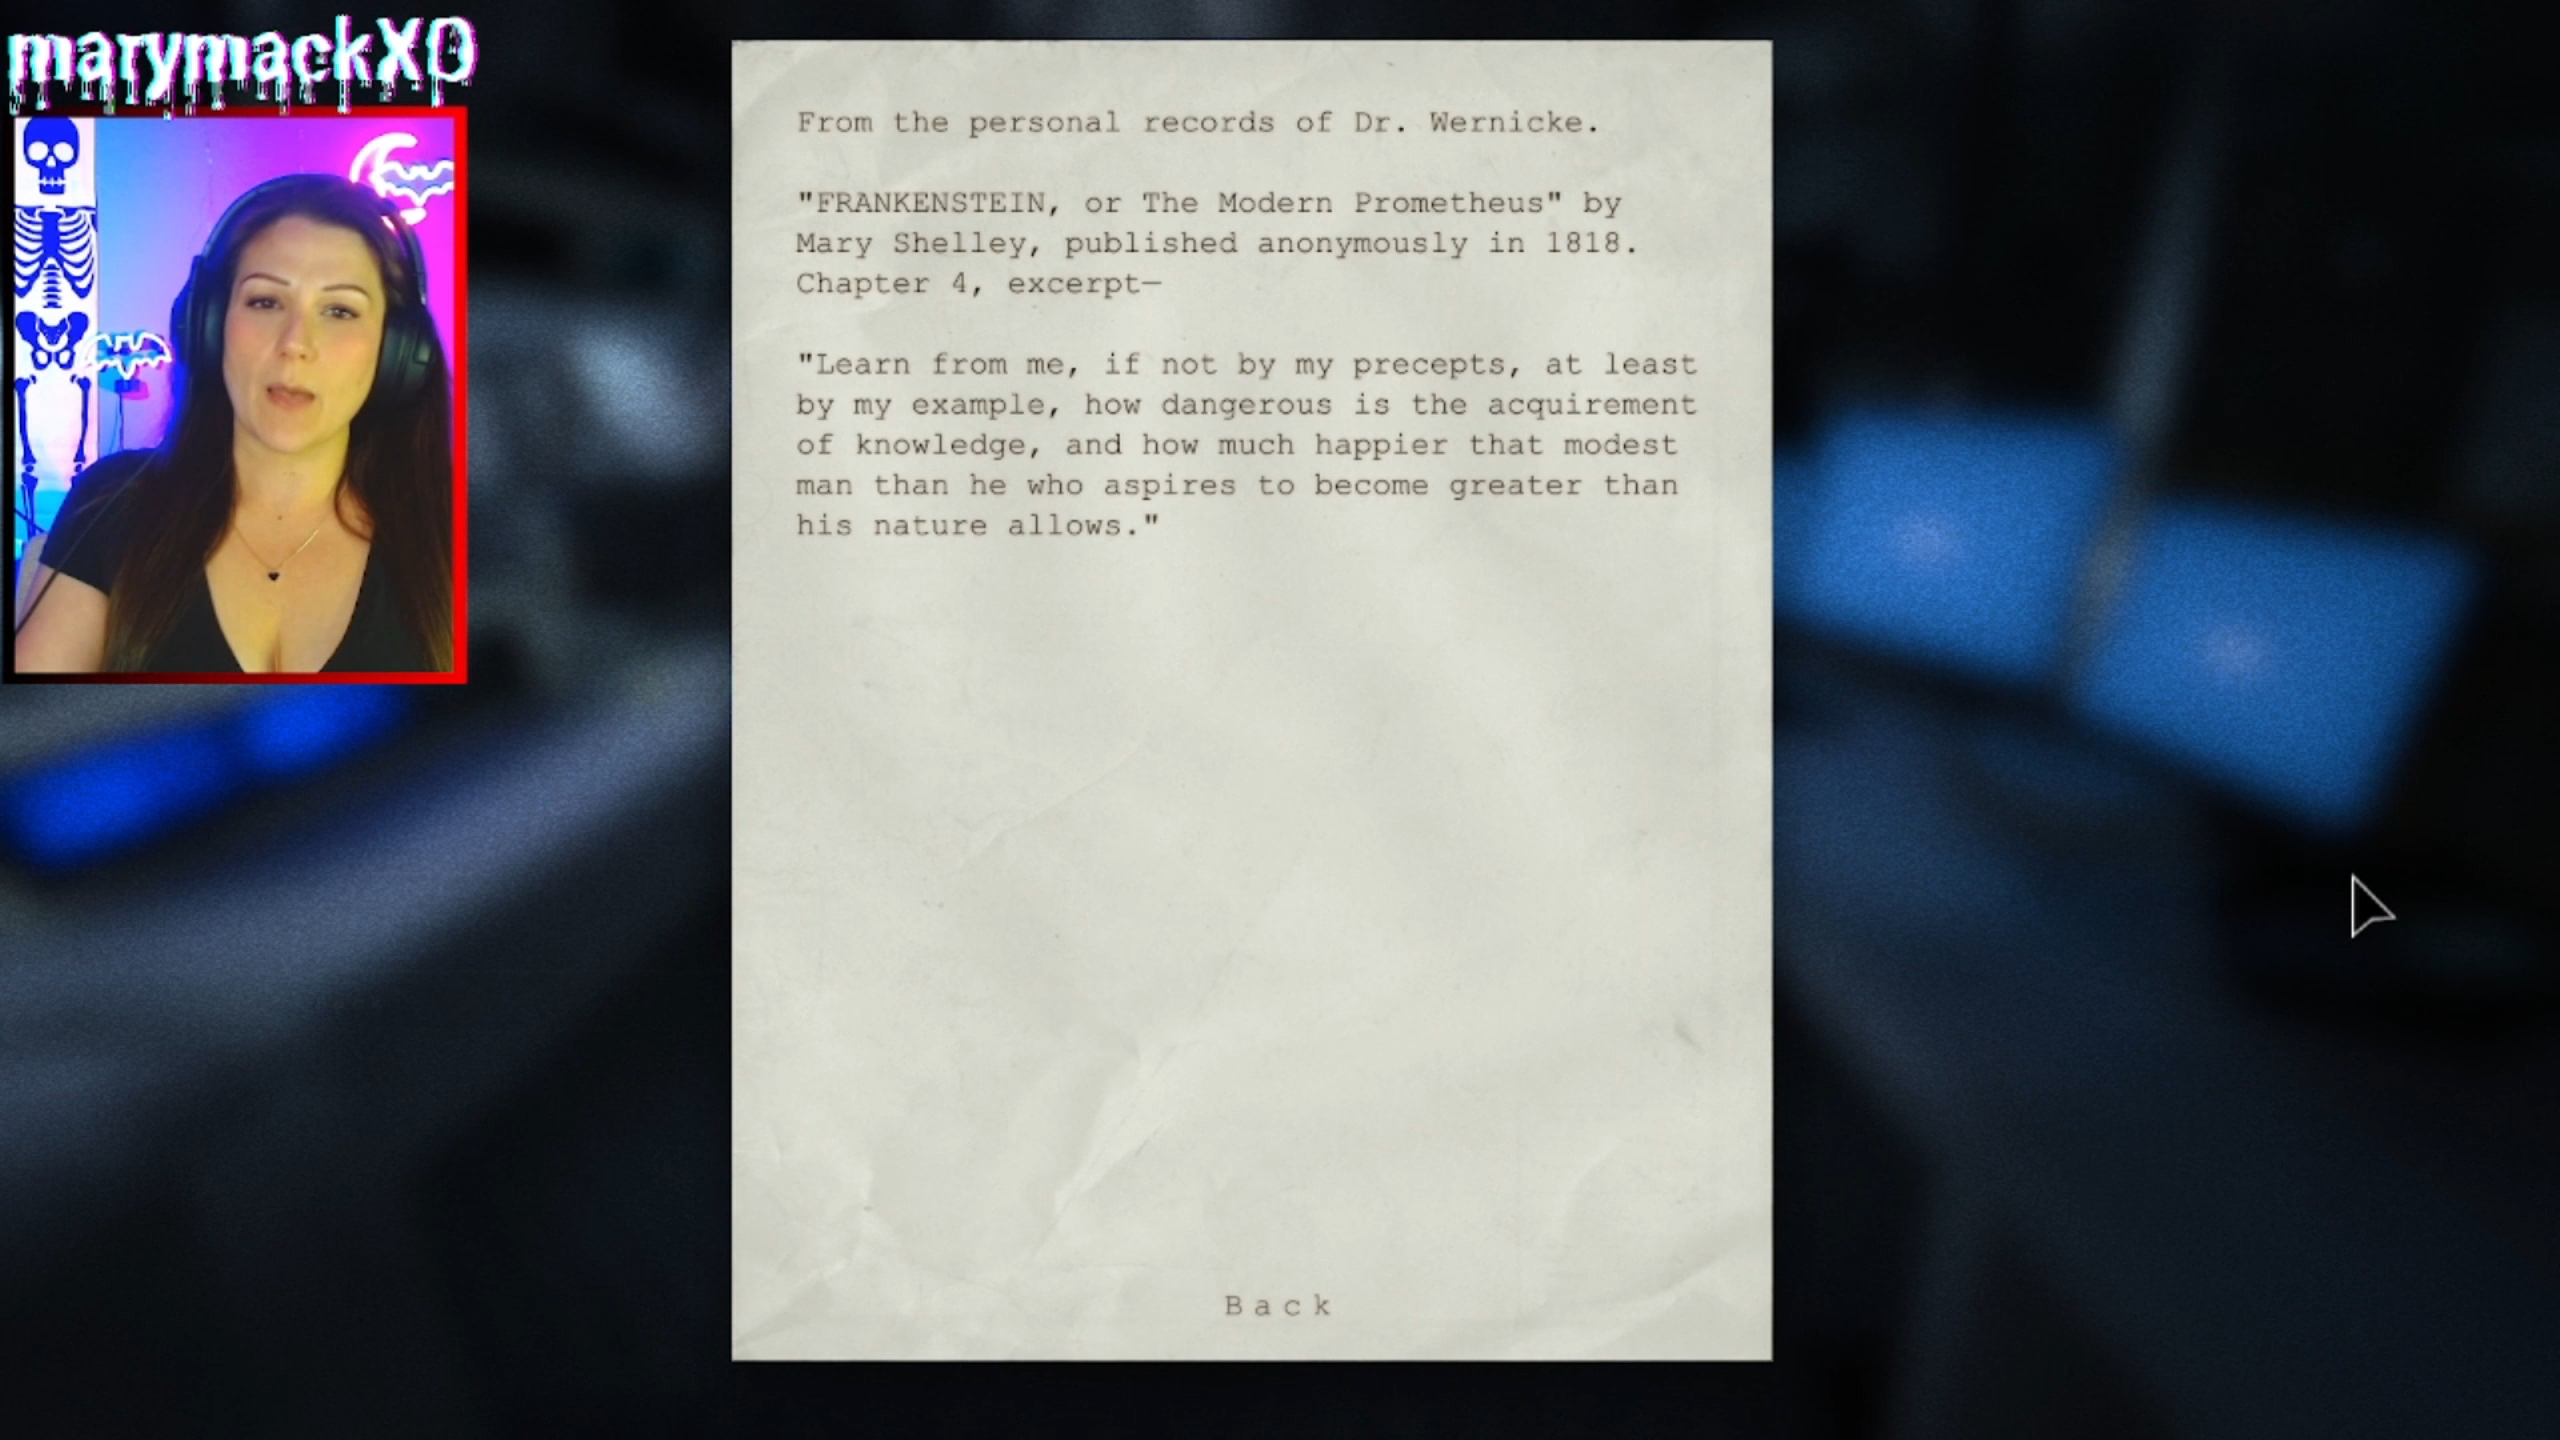 marymackXO
From the personal records of Dr. Wernicke.
"FRANKENSTEIN, or The Modern Prometheus" by
Mary Shelley, published anonymously in 1818.
Chapter 4, excerpt—
"Learn from me, if not by my precepts, at least
by my example, how dangerous is the acquirement
of knowledge, and how much happier that modest
man than he who aspires to become greater than
his nature allows."
Back